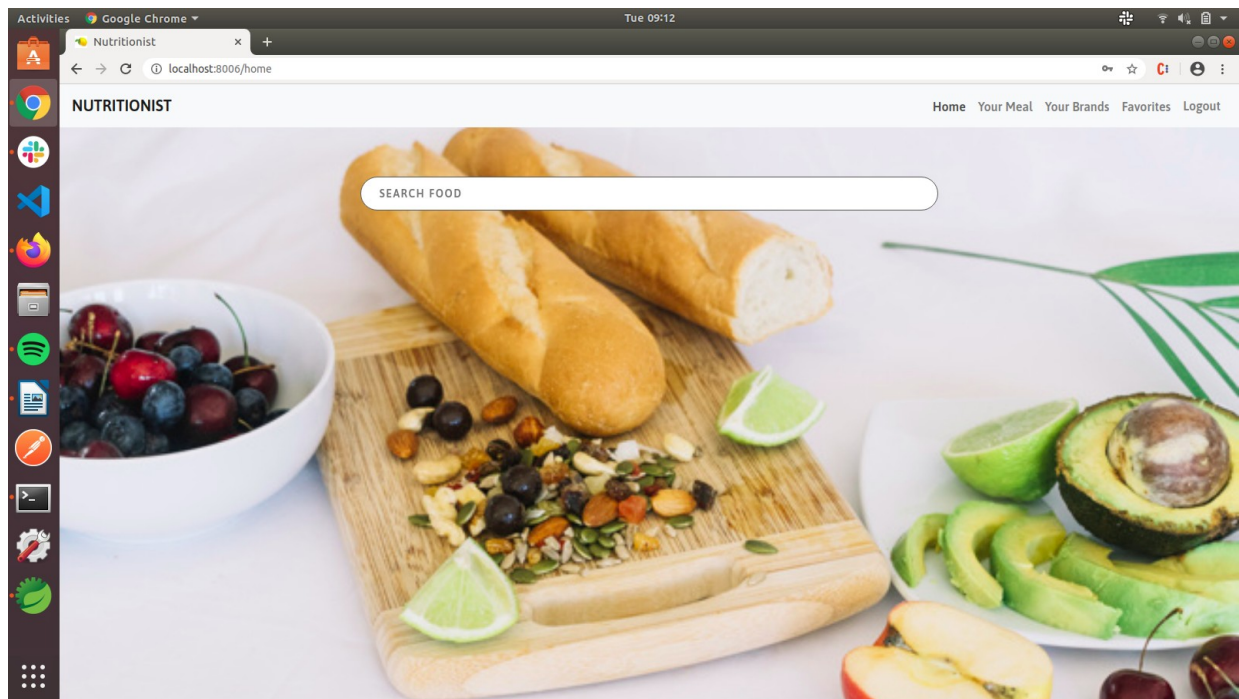 Activities Google Chrome Tue 09:12
Nutritionist × +
localhost:8006/home
NUTRITIONIST Home Your Meal Your Brands Favorites Logout
SEARCH FOOD